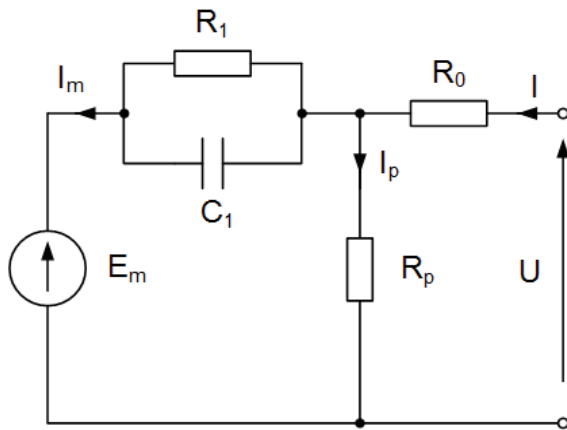 R₁
Iₘ
R₀
I
Iₚ
C₁
Eₘ
Rₚ
U